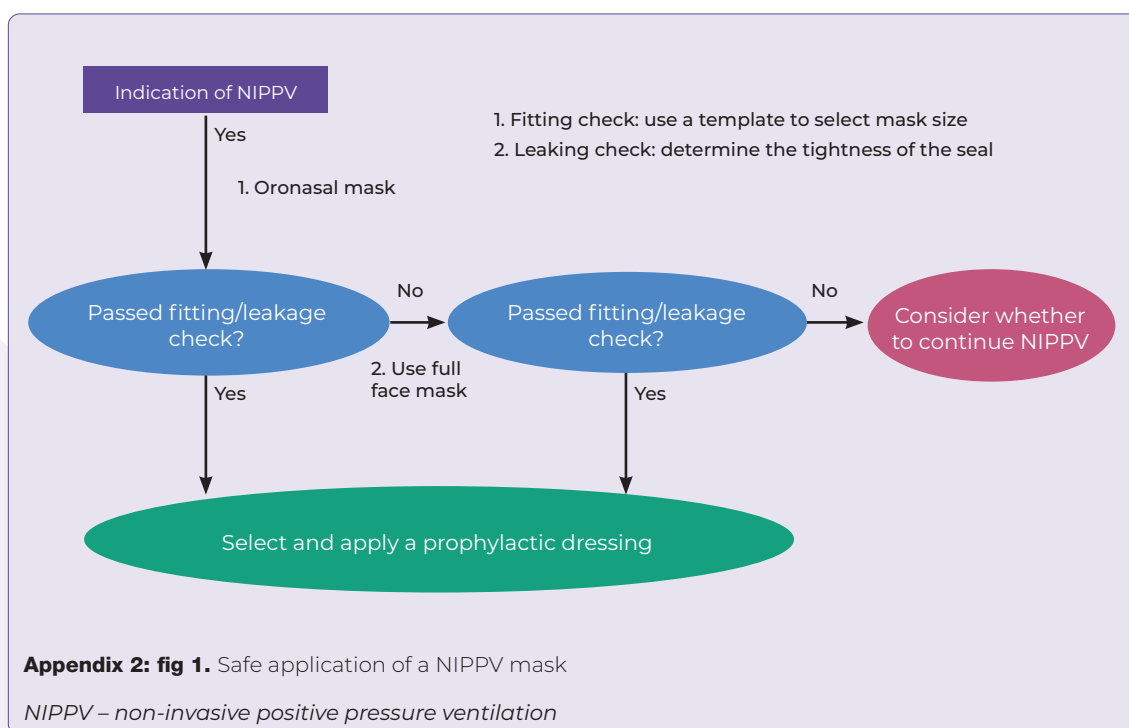 Indication of NIPPV
Yes
1. Oronasal mask
1. Fitting check: use a template to select mask size
2. Leaking check: determine the tightness of the seal
Passed fitting/leakage
check?
No
2. Use full
face mask
Passed fitting/leakage
check?
No
Consider whether
to continue NIPPV
Yes
Yes
Select and apply a prophylactic dressing
Appendix 2: fig 1. Safe application of a NIPPV mask
NIPPV – non-invasive positive pressure ventilation